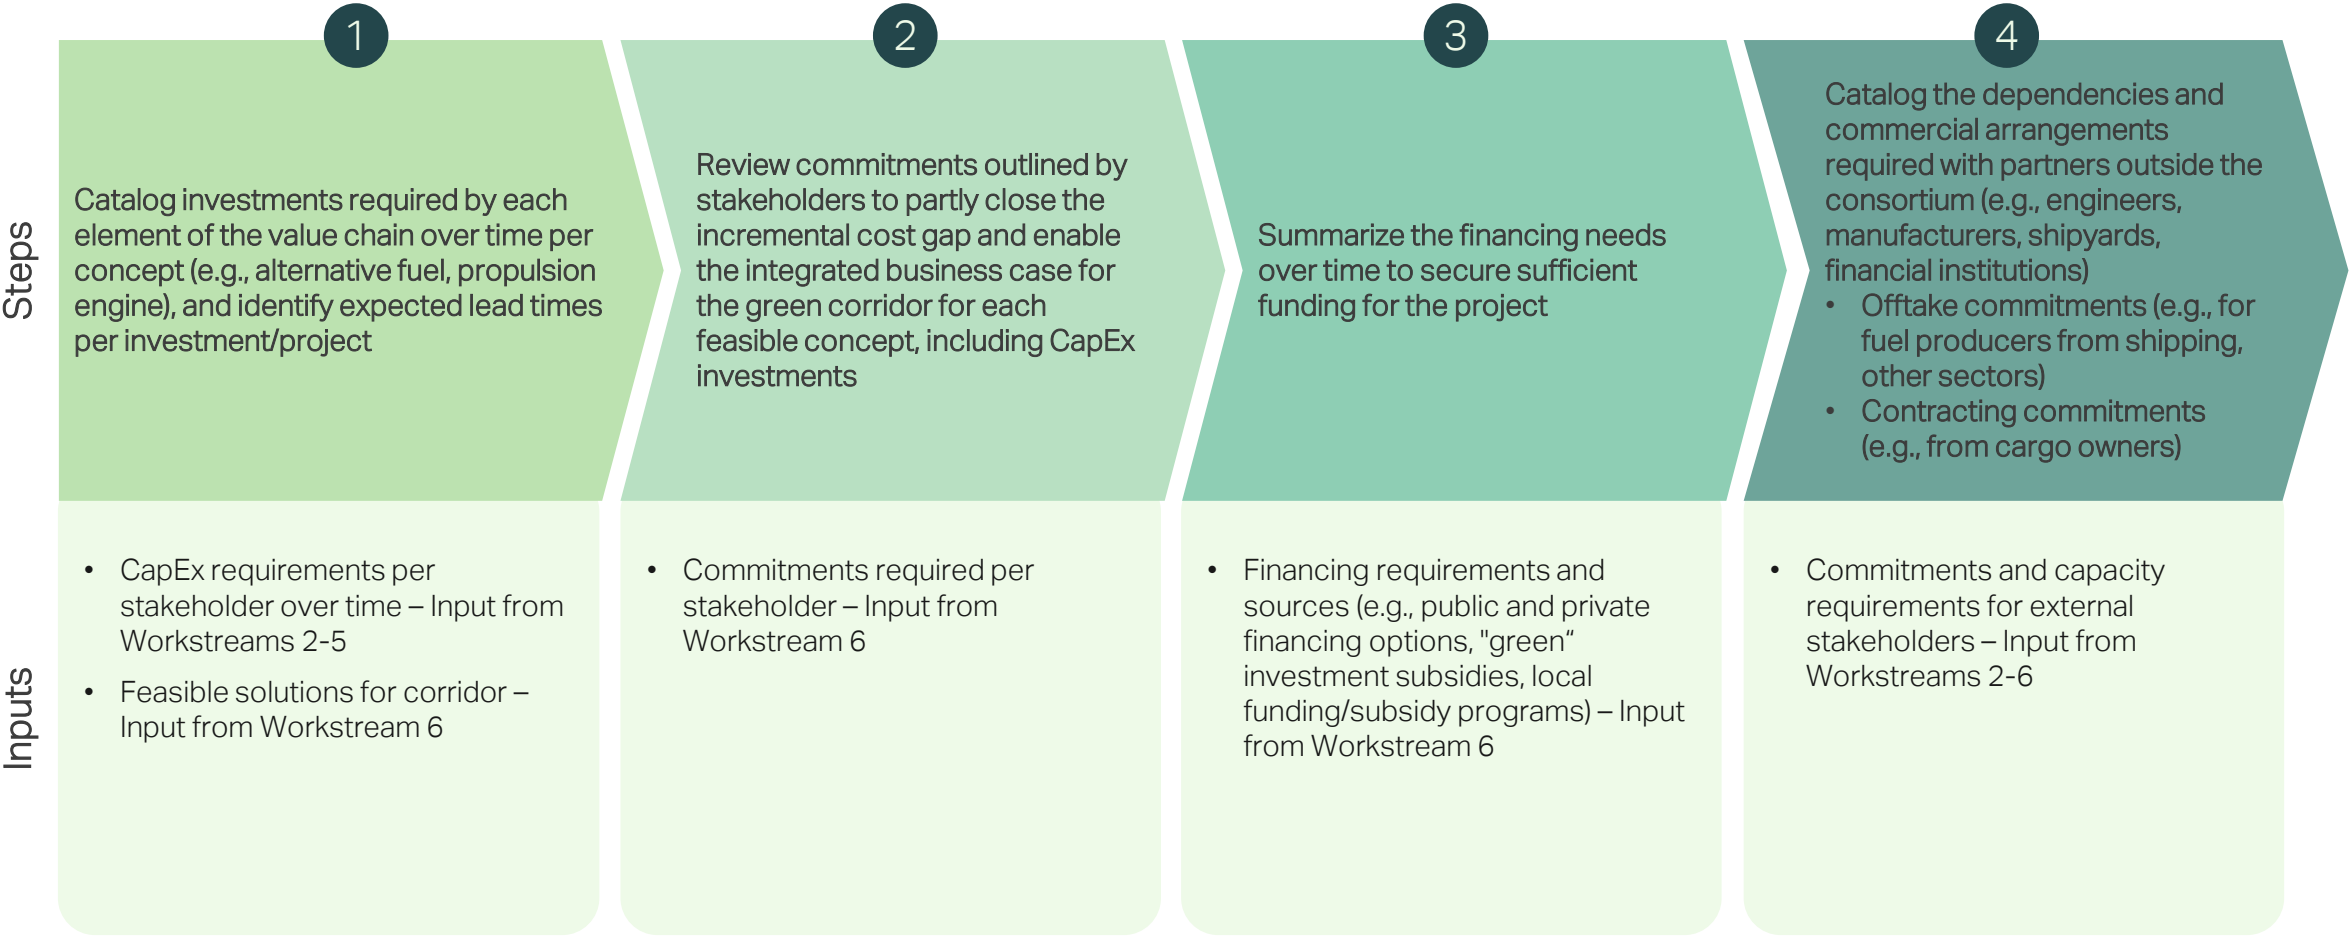 1
2
3
4
Steps
Catalog investments required by each
element of the value chain over time per
concept (e.g., alternative fuel, propulsion
engine), and identify expected lead times
per investment/project
Review commitments outlined by
stakeholders to partly close the
incremental cost gap and enable
the integrated business case for
the green corridor for each
feasible concept, including CapEx
investments
Summarize the financing needs
over time to secure sufficient
funding for the project
Catalog the dependencies and
commercial arrangements
required with partners outside the
consortium (e.g., engineers,
manufacturers, shipyards,
financial institutions)
• Offtake commitments (e.g., for
fuel producers from shipping,
other sectors)
• Contracting commitments
(e.g., from cargo owners)
Inputs
• CapEx requirements per
stakeholder over time – Input from
Workstreams 2-5
• Feasible solutions for corridor –
Input from Workstream 6
• Commitments required per
stakeholder – Input from
Workstream 6
• Financing requirements and
sources (e.g., public and private
financing options, "green“
investment subsidies, local
funding/subsidy programs) – Input
from Workstream 6
• Commitments and capacity
requirements for external
stakeholders – Input from
Workstreams 2-6